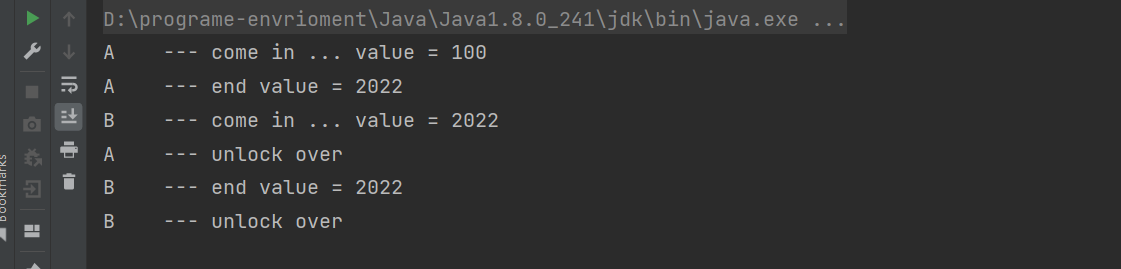 D:\programe-envrioment\Java\Java1.8.0_241\jdk\bin\java.exe ...
A    --- come in ... value = 100
A    --- end value = 2022
B    --- come in ... value = 2022
A    --- unlock over
B    --- end value = 2022
B    --- unlock over
Bookmarks